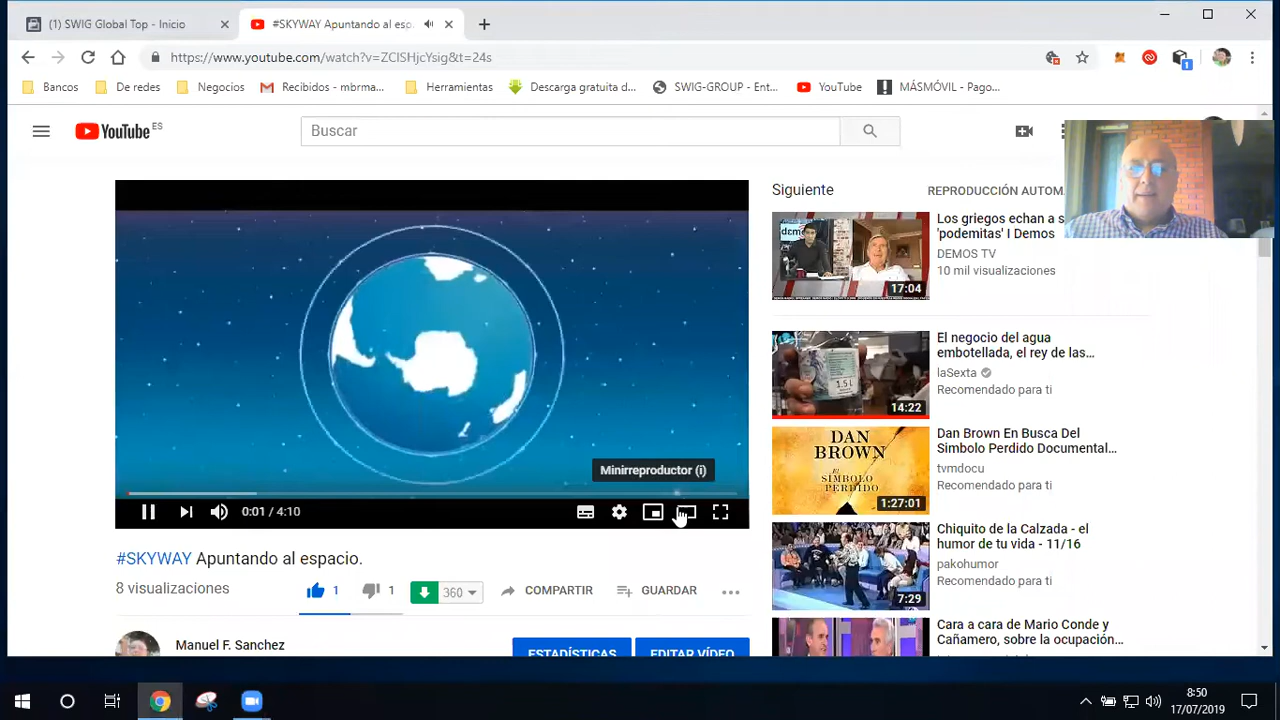 (1) SWIG Global Top - Inicio
#SKYWAY Apuntando al espac
https://www.youtube.com/watch?v=ZClSHjcYsig&t=24s
1
Bancos
De redes
Negocios
Recibidos - mbrma...
Herramientas
Descarga gratuita d...
SWIG-GROUP - Ent...
YouTube
MÁSMÓVIL - Pago...
YouTube ES
Buscar
Siguiente
REPRODUCCIÓN AUTOM
Minirreproductor (i)
0:01 / 4:10
#SKYWAY Apuntando al espacio.
8 visualizaciones
1
1
360
COMPARTIR
GUARDAR
Manuel F. Sanchez
ESTADÍSTICAS
EDITAR VÍDEO
Los griegos echan a s
'podemitas' I Demos
DEMOS TV
10 mil visualizaciones
17:04
El negocio del agua
embotellada, el rey de las...
laSexta
Recomendado para ti
1.5 L
14:22
Dan Brown En Busca Del
Simbolo Perdido Documental...
tvmdocu
Recomendado para ti
DAN
BROWN
EL
SÍMBOLO
PERDIDO
1:27:01
Chiquito de la Calzada - el
humor de tu vida - 11/16
pakohumor
Recomendado para ti
7:29
Cara a cara de Mario Conde y
Cañamero, sobre la ocupación...
8:50
17/07/2019